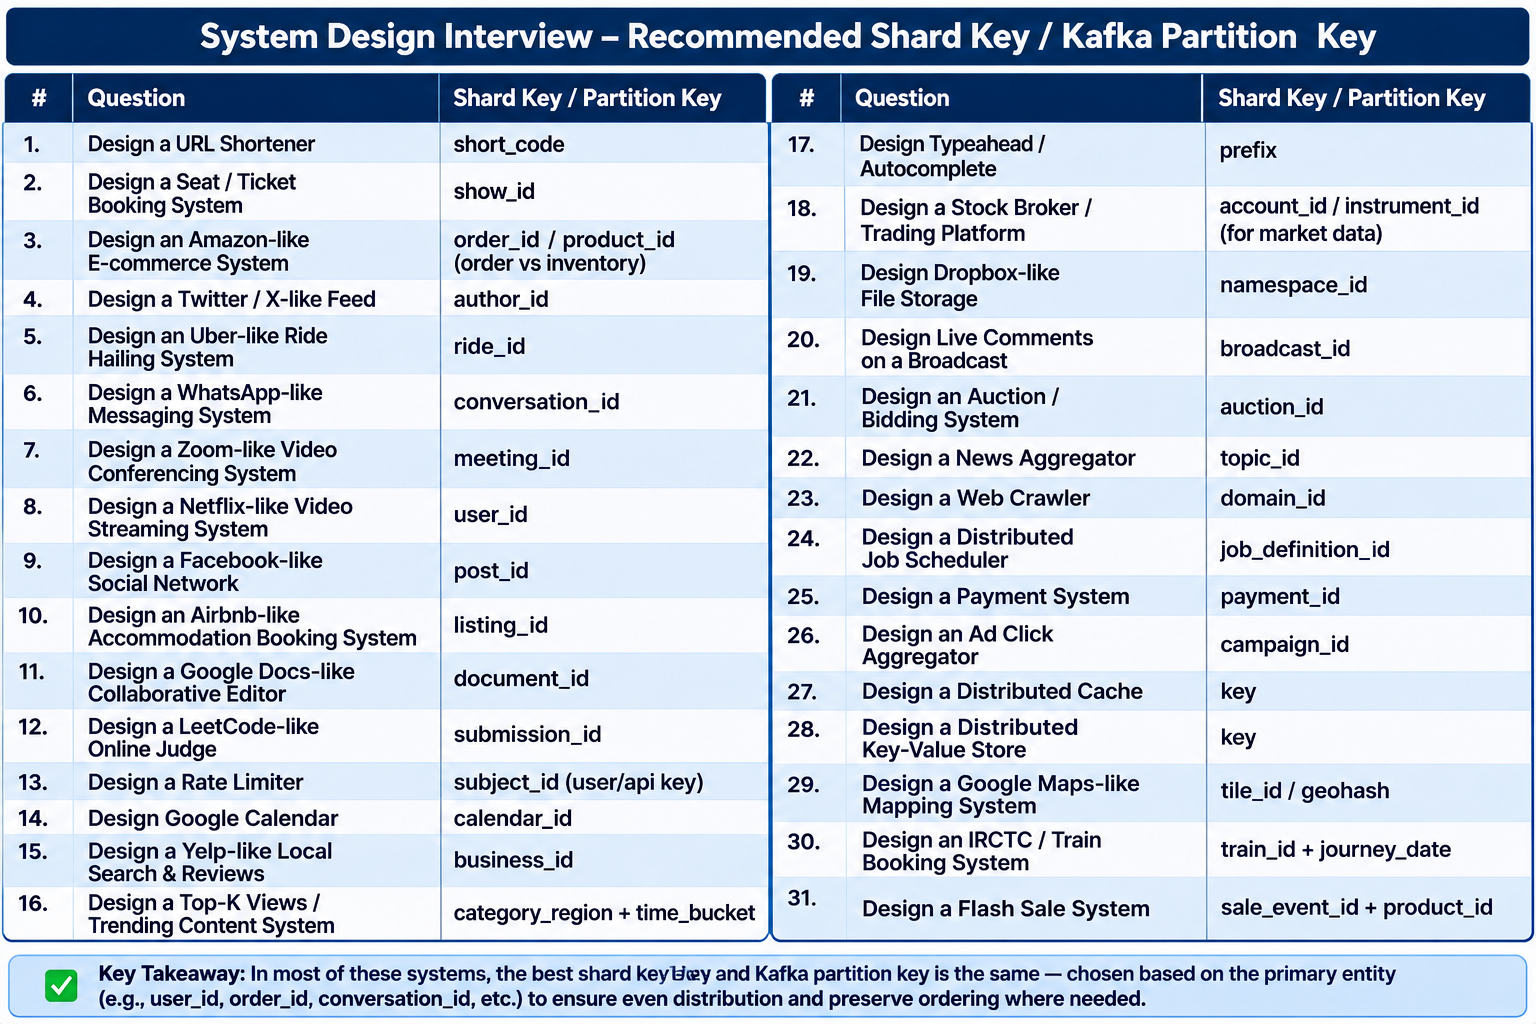 System Design Interview – Recommended Shard Key / Kafka Partition Key
# Question Shard Key / Partition Key
1. Design a URL Shortener short_code
2. Design a Seat / Ticket
Booking System show_id
3. Design an Amazon-like order_id / product_id
E-commerce System (order vs inventory)
4. Design a Twitter / X-like Feed author_id
5. Design an Uber-like Ride
Hailing System ride_id
6. Design a WhatsApp-like
Messaging System conversation_id
7. Design a Zoom-like Video
Conferencing System meeting_id
8. Design a Netflix-like Video
Streaming System user_id
9. Design a Facebook-like
Social Network post_id
10. Design an Airbnb-like
Accommodation Booking System listing_id
11. Design a Google Docs-like
Collaborative Editor document_id
12. Design a LeetCode-like
Online Judge submission_id
13. Design a Rate Limiter subject_id (user/api key)
14. Design Google Calendar calendar_id
15. Design a Yelp-like Local
Search & Reviews business_id
16. Design a Top-K Views /
Trending Content System category_region + time_bucket
# Question Shard Key / Partition Key
17. Design Typeahead /
Autocomplete prefix
18. Design a Stock Broker / account_id / instrument_id
Trading Platform (for market data)
19. Design Dropbox-like
File Storage namespace_id
20. Design Live Comments
on a Broadcast broadcast_id
21. Design an Auction /
Bidding System auction_id
22. Design a News Aggregator topic_id
23. Design a Web Crawler domain_id
24. Design a Distributed
Job Scheduler job_definition_id
25. Design a Payment System payment_id
26. Design an Ad Click
Aggregator campaign_id
27. Design a Distributed Cache key
28. Design a Distributed
Key-Value Store key
29. Design a Google Maps-like
Mapping System tile_id / geohash
30. Design an IRCTC / Train
Booking System train_id + journey_date
31. Design a Flash Sale System sale_event_id + product_id
Key Takeaway: In most of these systems, the best shard key and Kafka partition key is the same — chosen based on the primary entity
(e.g., user_id, order_id, conversation_id, etc.) to ensure even distribution and preserve ordering where needed.